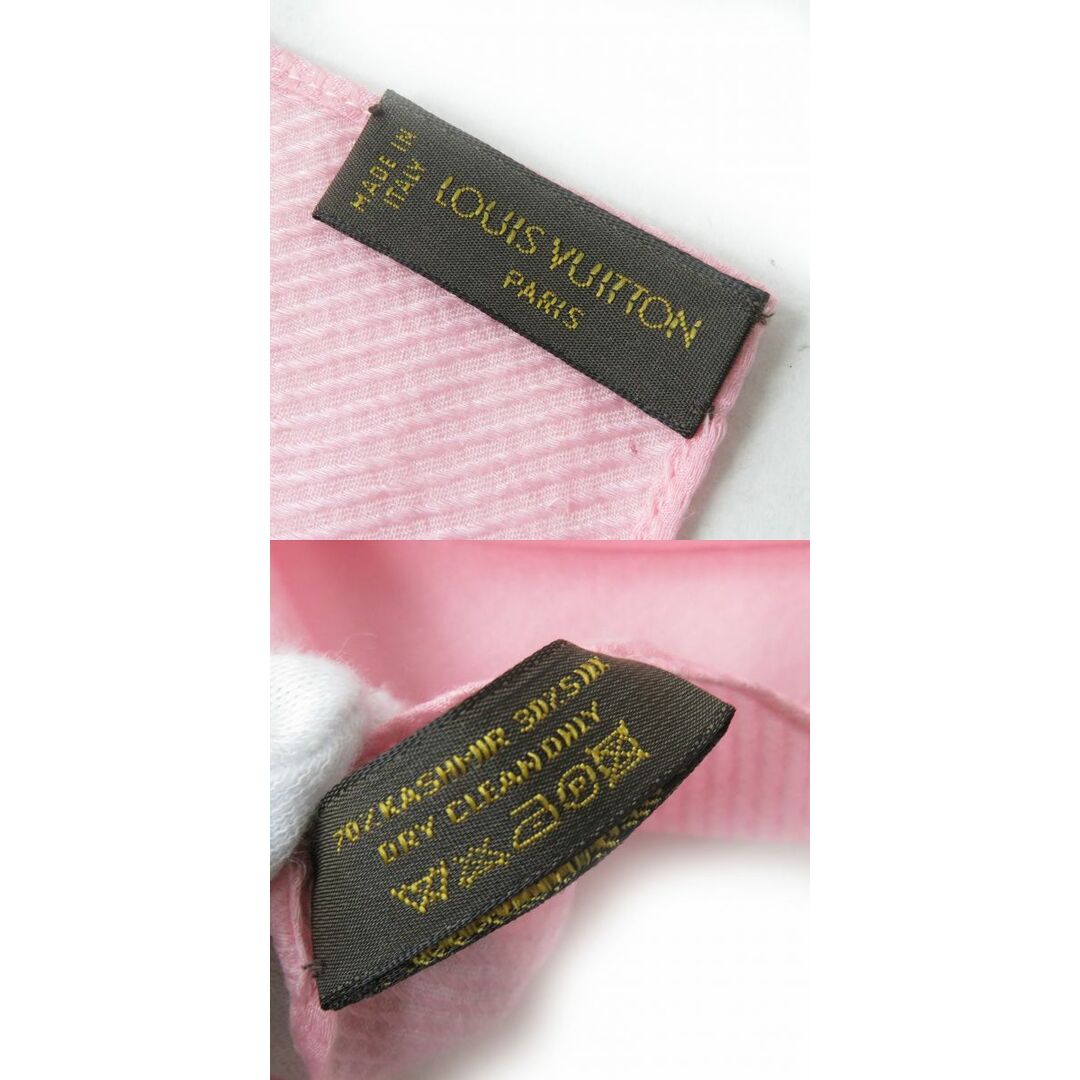 MADE IN
ITALY
LOUIS VUITTON
PARIS
70% KASHMIR 30% SILK
DRY CLEAN ONLY